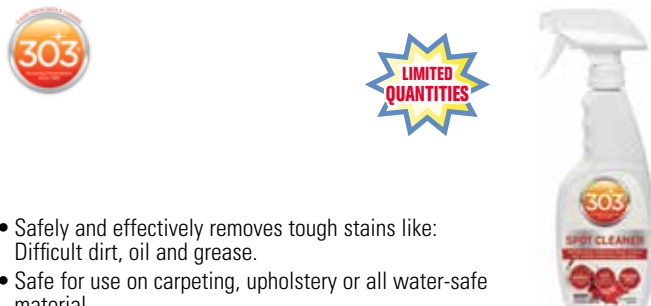 303
LIMITED
QUANTITIES
303
SPOT CLEANER
• Safely and effectively removes tough stains like:
Difficult dirt, oil and grease.
• Safe for use on carpeting, upholstery or all water-safe
material.